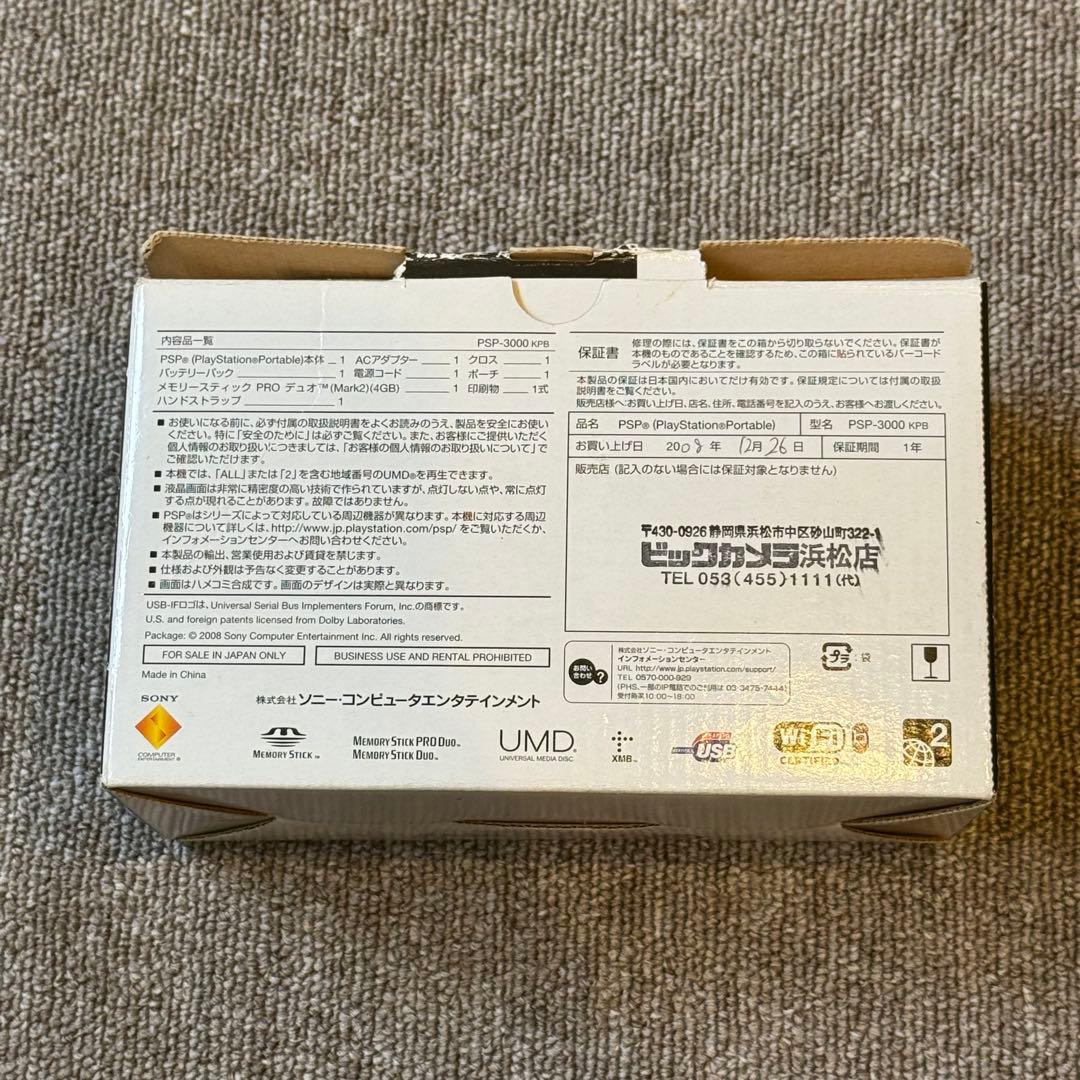 内容品一覧 PSP-3000 KPB
PSP® (PlayStation®Portable)本体 1 ACアダプター 1 クロス 1
バッテリーパック 1 電源コード 1 ポーチ 1
メモリースティック PRO デュオ™(Mark2)(4GB) 1 印刷物 1式
ハンドストラップ 1
■ お使いになる前に、必ず付属の取扱説明書をよくお読みのうえ、製品を安全にお使い
ください。特に「安全のために」は必ずご覧ください。また、お客様にご提供いただく
個人情報のお取り扱いにつきましては、「お客様の個人情報のお取り扱いについて」で
ご確認いただけます。
■ 本機では、「ALL」または「2」を含む地域番号のUMD®を再生できます。
■ 液晶画面は非常に精密度の高い技術で作られていますが、点灯しない点や、常に点灯
する点が現れることがあります。故障ではありません。
■ PSP®はシリーズによって対応している周辺機器が異なります。本機に対応する周辺
機器について詳しくは、http://www.jp.playstation.com/psp/ をご覧いただくか、
インフォメーションセンターへお問い合わせください。
■ 本製品の輸出、営業使用および賃貸を禁じます。
■ 仕様および外観は予告なく変更することがあります。
■ 画面はハメコミ合成です。画面のデザインは実際と異なります。
USB-IFロゴは、Universal Serial Bus Implementers Forum, Inc.の商標です。
U.S. and foreign patents licensed from Dolby Laboratories.
Package: © 2008 Sony Computer Entertainment Inc. All rights reserved.
FOR SALE IN JAPAN ONLY
BUSINESS USE AND RENTAL PROHIBITED
Made in China
保証書
修理の際には、保証書をこの箱から切り取らないでください。保証書が
本機のものであることを確認するため、この箱に貼られているバーコード
ラベルが必要となります。
本製品の保証は日本国内においてだけ有効です。保証規定については付属の取扱
説明書をご覧ください。
販売店様へ:お買い上げ日、店名、住所、電話番号を記入のうえ、お客様へお渡しください。
品名 PSP® (PlayStation®Portable) 型名 PSP-3000 KPB
お買い上げ日 2008年 12月 26日 保証期間 1年
販売店 (記入のない場合には保証対象となりません)
〒430-0926 静岡県浜松市中区砂山町322-1
ビックカメラ浜松店
TEL 053(455)1111(代)
お問い合わせ ?
株式会社ソニー・コンピュータエンタテインメント
インフォメーションセンター
URL http://www.jp.playstation.com/support/
TEL 0570-000-929
(PHS、一部のIP電話でのご利用は 03-3475-7444)
受付時間 10:00~18:00
プラ :袋
SONY
COMPUTER
ENTERTAINMENT ®
株式会社 ソニー・コンピュータエンタテインメント
MEMORY STICK ™
MEMORY STICK PRO DUO™
MEMORY STICK DUO™
UMD®
UNIVERSAL MEDIA DISC
XMB™
USB
Wi Fi
CERTIFIED
2